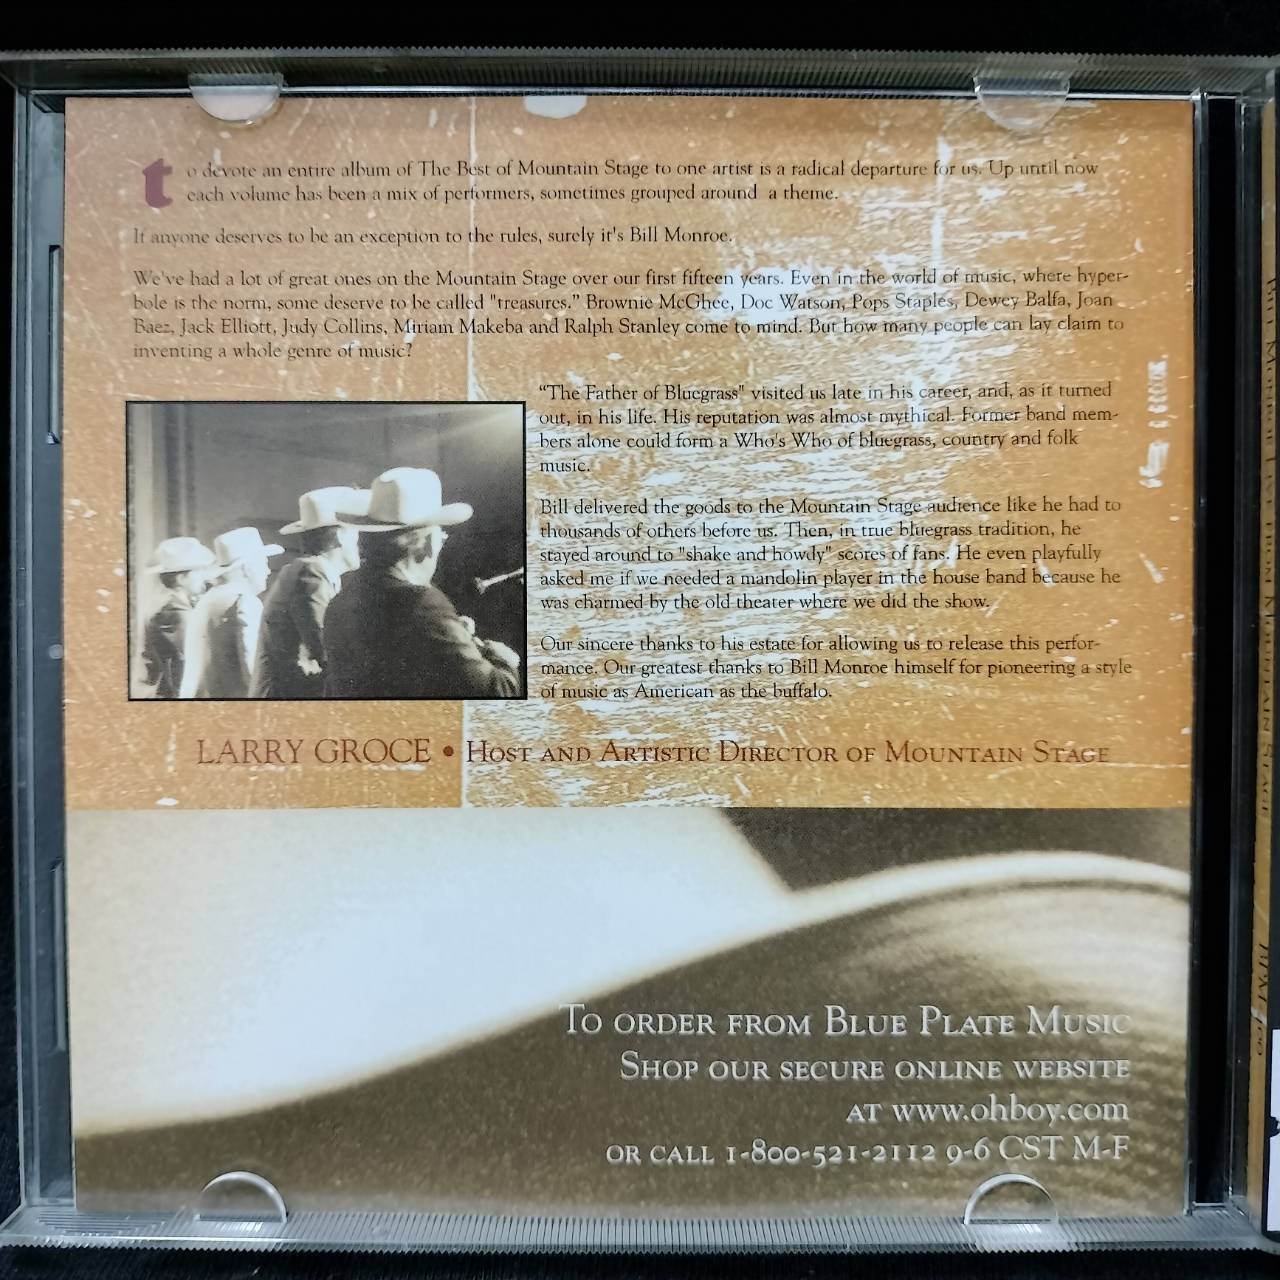 to devote an entire album of The Best of Mountain Stage to one artist is a radical departure for us. Up until now
each volume has been a mix of performers, sometimes grouped around a theme.
If anyone deserves to be an exception to the rules, surely it's Bill Monroe.
We've had a lot of great ones on the Mountain Stage over our first fifteen years. Even in the world of music, where hyper-
bole is the norm, some deserve to be called "treasures." Brownie McGhee, Doc Watson, Pops Staples, Dewey Balfa, Joan
Baez, Jack Elliott, Judy Collins, Miriam Makeba and Ralph Stanley come to mind. But how many people can lay claim to
inventing a whole genre of music?
"The Father of Bluegrass" visited us late in his career, and, as it turned
out, in his life. His reputation was almost mythical. Former band mem-
bers alone could form a Who's Who of bluegrass, country and folk
music.
Bill delivered the goods to the Mountain Stage audience like he had to
thousands of others before us. Then, in true bluegrass tradition, he
stayed around to "shake and howdy" scores of fans. He even playfully
asked me if we needed a mandolin player in the house band because he
was charmed by the old theater where we did the show.
Our sincere thanks to his estate for allowing us to release this perfor-
mance. Our greatest thanks to Bill Monroe himself for pioneering a style
of music as American as the buffalo.
LARRY GROCE • HOST AND ARTISTIC DIRECTOR OF MOUNTAIN STAGE
TO ORDER FROM BLUE PLATE MUSIC
SHOP OUR SECURE ONLINE WEBSITE
AT www.ohboy.com
OR CALL 1-800-521-2112 9-6 CST M-F
BILL MONROE LIVE FROM MOUNTAIN STAGE